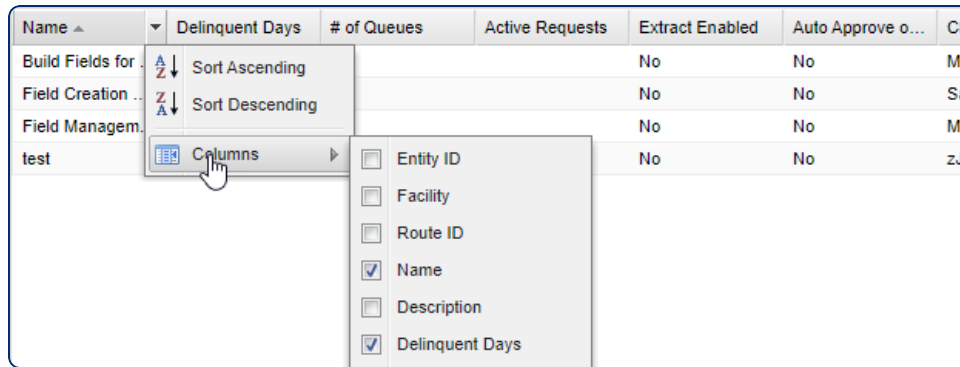 Name Delinquent Days # of Queues Active Requests Extract Enabled Auto Approve o... C
Build Fields for . No No M
Field Creation .. No No Sa
Field Managem. No No M
test No No zJ
Sort Ascending
Sort Descending
Columns
Entity ID
Facility
Route ID
Name
Description
Delinquent Days